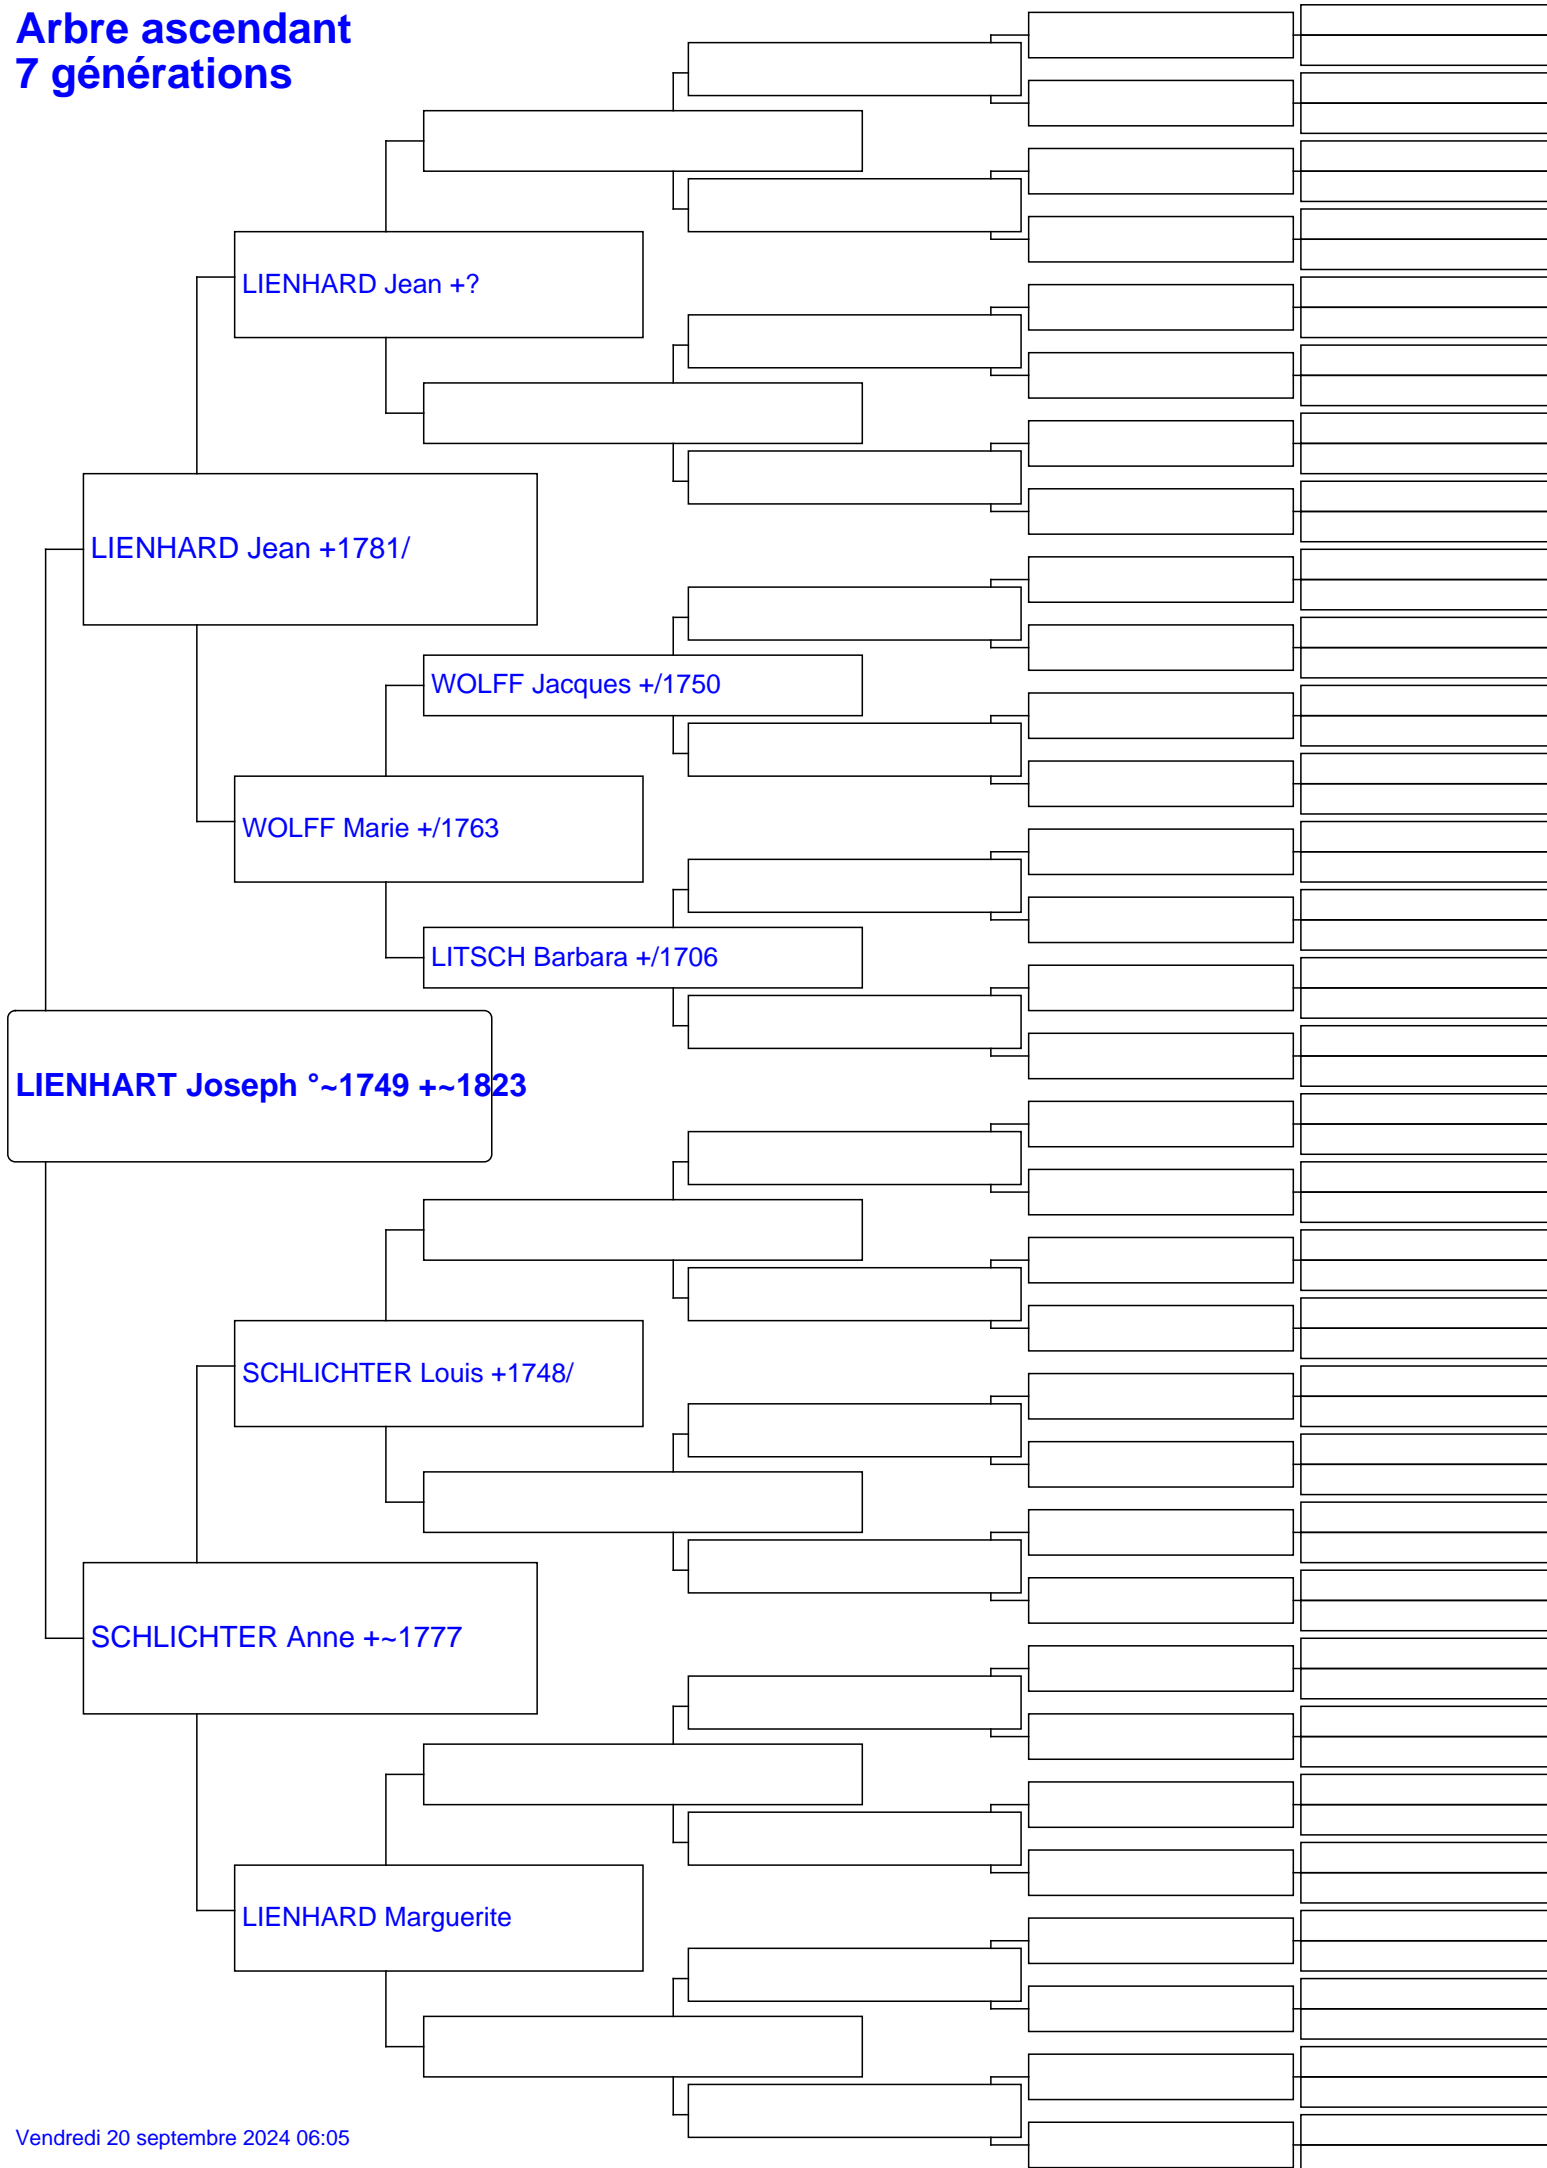 Arbre ascendant
7 générations
LIENHARD Jean +?
LIENHARD Jean +1781/
WOLFF Jacques +/1750
WOLFF Marie +/1763
LITSCH Barbara +/1706
LIENHART Joseph °~1749 +~1823
SCHLICHTER Louis +1748/
SCHLICHTER Anne +~1777
LIENHARD Marguerite
Vendredi 20 septembre 2024 06:05